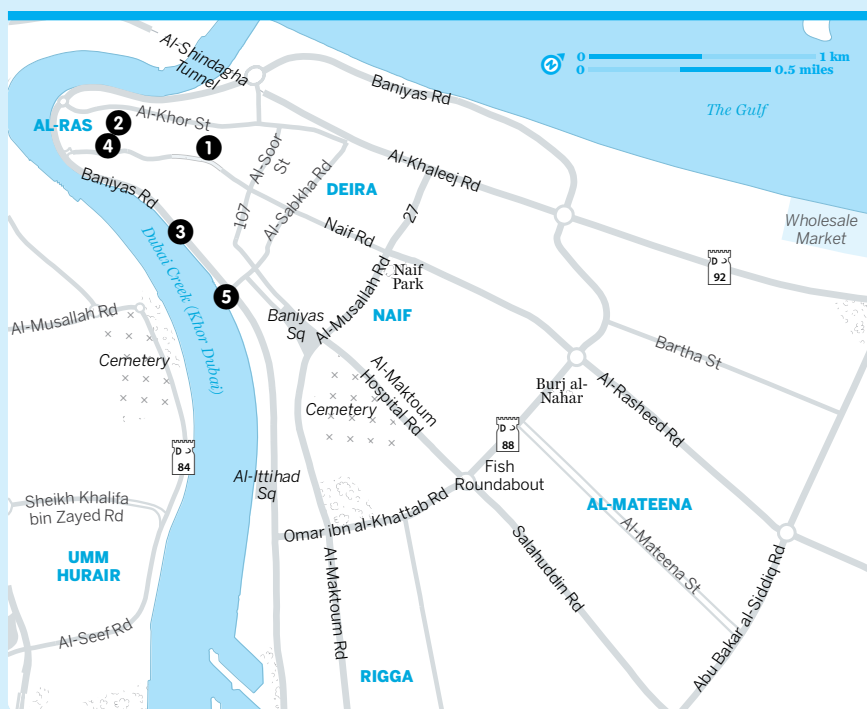 Al-Shindagha
Tunnel
0
1 km
0
0.5 miles
Baniyas Rd
The Gulf
Al-Khor St
AL-RAS
2
4
1
Al-Soor
St
Al-Khaleej Rd
Al-Sabkha Rd
DEIRA
Baniyas Rd
107
27
Naif Rd
Wholesale
Market
3
Dubai Creek (Khor Dubai)
D
92
Naif
Park
Al-Musallah Rd
5
Baniyas
Sq
NAIF
Al-Musallah Rd
Bartha St
Cemetery
Al-Maktoum
Hospital Rd
Burj al-
Nahar
Al-Rasheed Rd
Cemetery
D
88
D
84
Al-Ittihad
Sq
Fish
Roundabout
Sheikh Khalifa
bin Zayed Rd
AL-MATEENA
Omar ibn al-Khattab Rd
Al-Mateena St
UMM
HURAIR
Al-Maktoum Rd
Salahuddin Rd
Abu Bakar al-Siddiq Rd
Al-Seef Rd
RIGGA